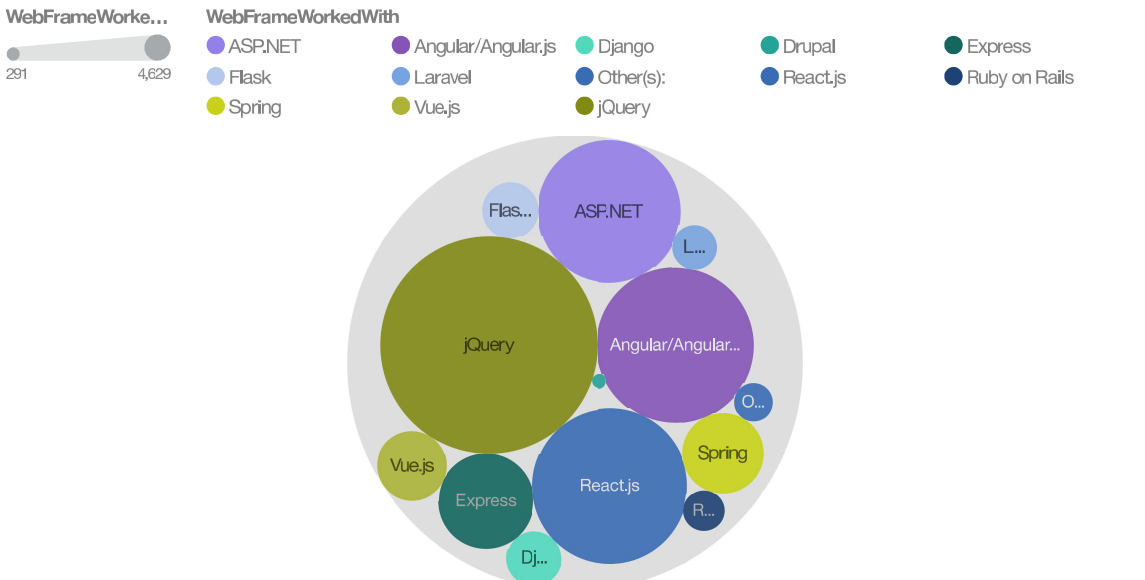 WebFrameWorke... WebFrameWorkedWith
ASP.NET Angular/Angular.js Django Drupal Express
291 4,629
Flask Laravel Other(s): React.js Ruby on Rails
Spring Vue.js jQuery
Flas... ASP.NET
L...
jQuery Angular/Angular...
O...
Spring
Vue.js
React.js
Express
R...
Dj...